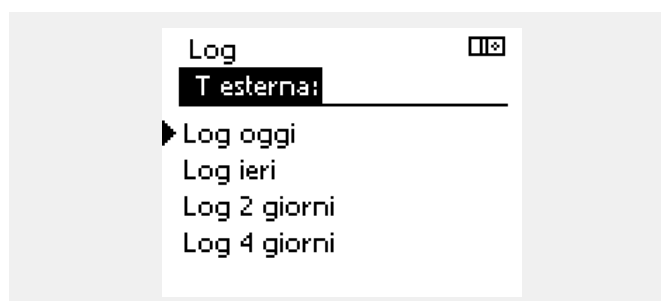 Log
T esterna:
Log oggi
Log ieri
Log 2 giorni
Log 4 giorni